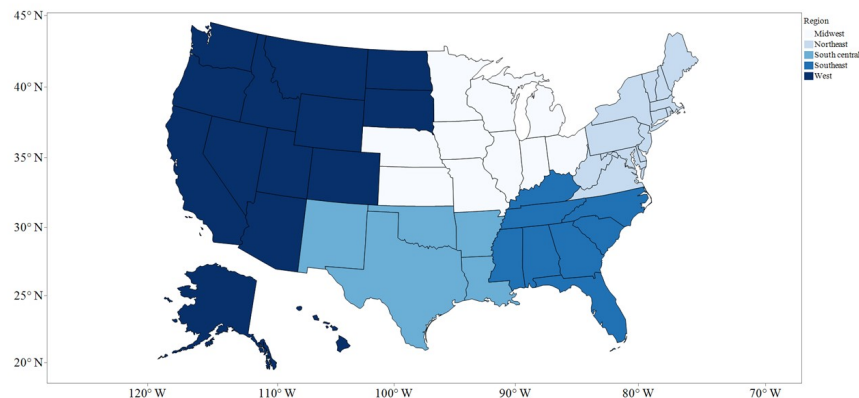 45° N
40° N
35° N
30° N
25° N
20° N
120° W
110° W
100° W
90° W
80° W
70° W
Region
Midwest
Northeast
South central
Southeast
West